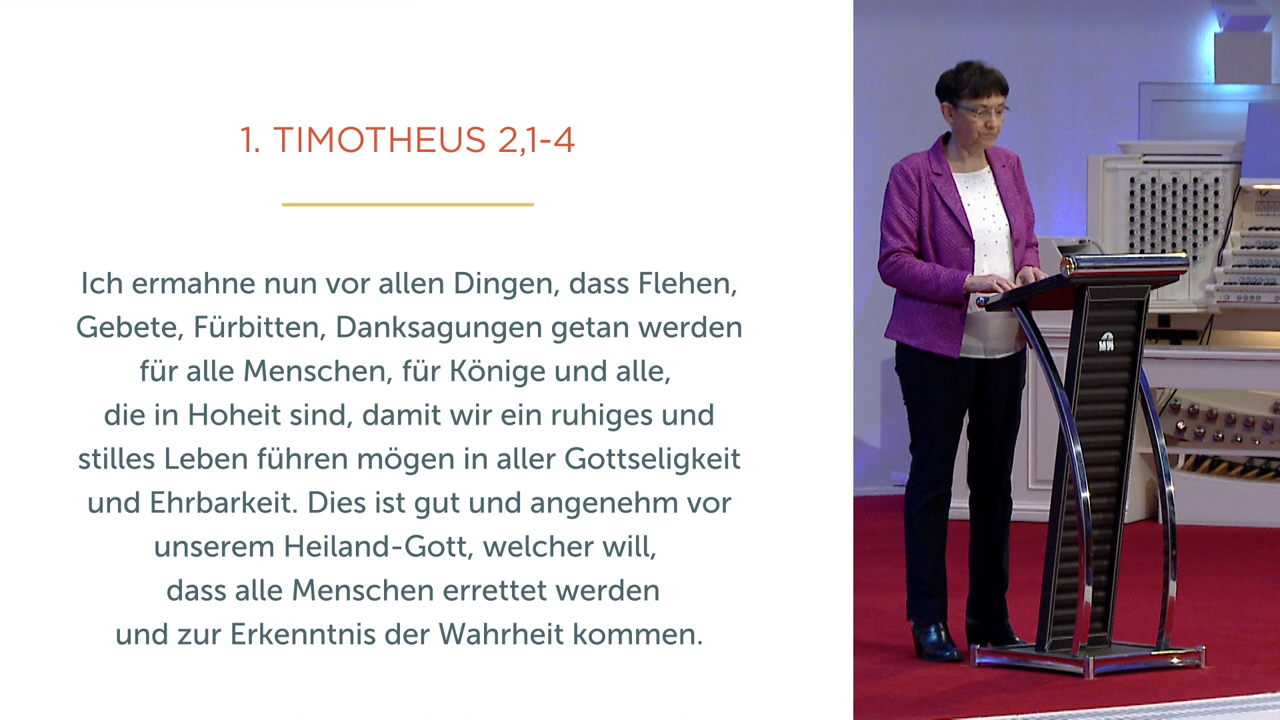 1. TIMOTHEUS 2,1-4
Ich ermahne nun vor allen Dingen, dass Flehen,
Gebete, Fürbitten, Danksagungen getan werden
für alle Menschen, für Könige und alle,
die in Hoheit sind, damit wir ein ruhiges und
stilles Leben führen mögen in aller Gottseligkeit
und Ehrbarkeit. Dies ist gut und angenehm vor
unserem Heiland-Gott, welcher will,
dass alle Menschen errettet werden
und zur Erkenntnis der Wahrheit kommen.